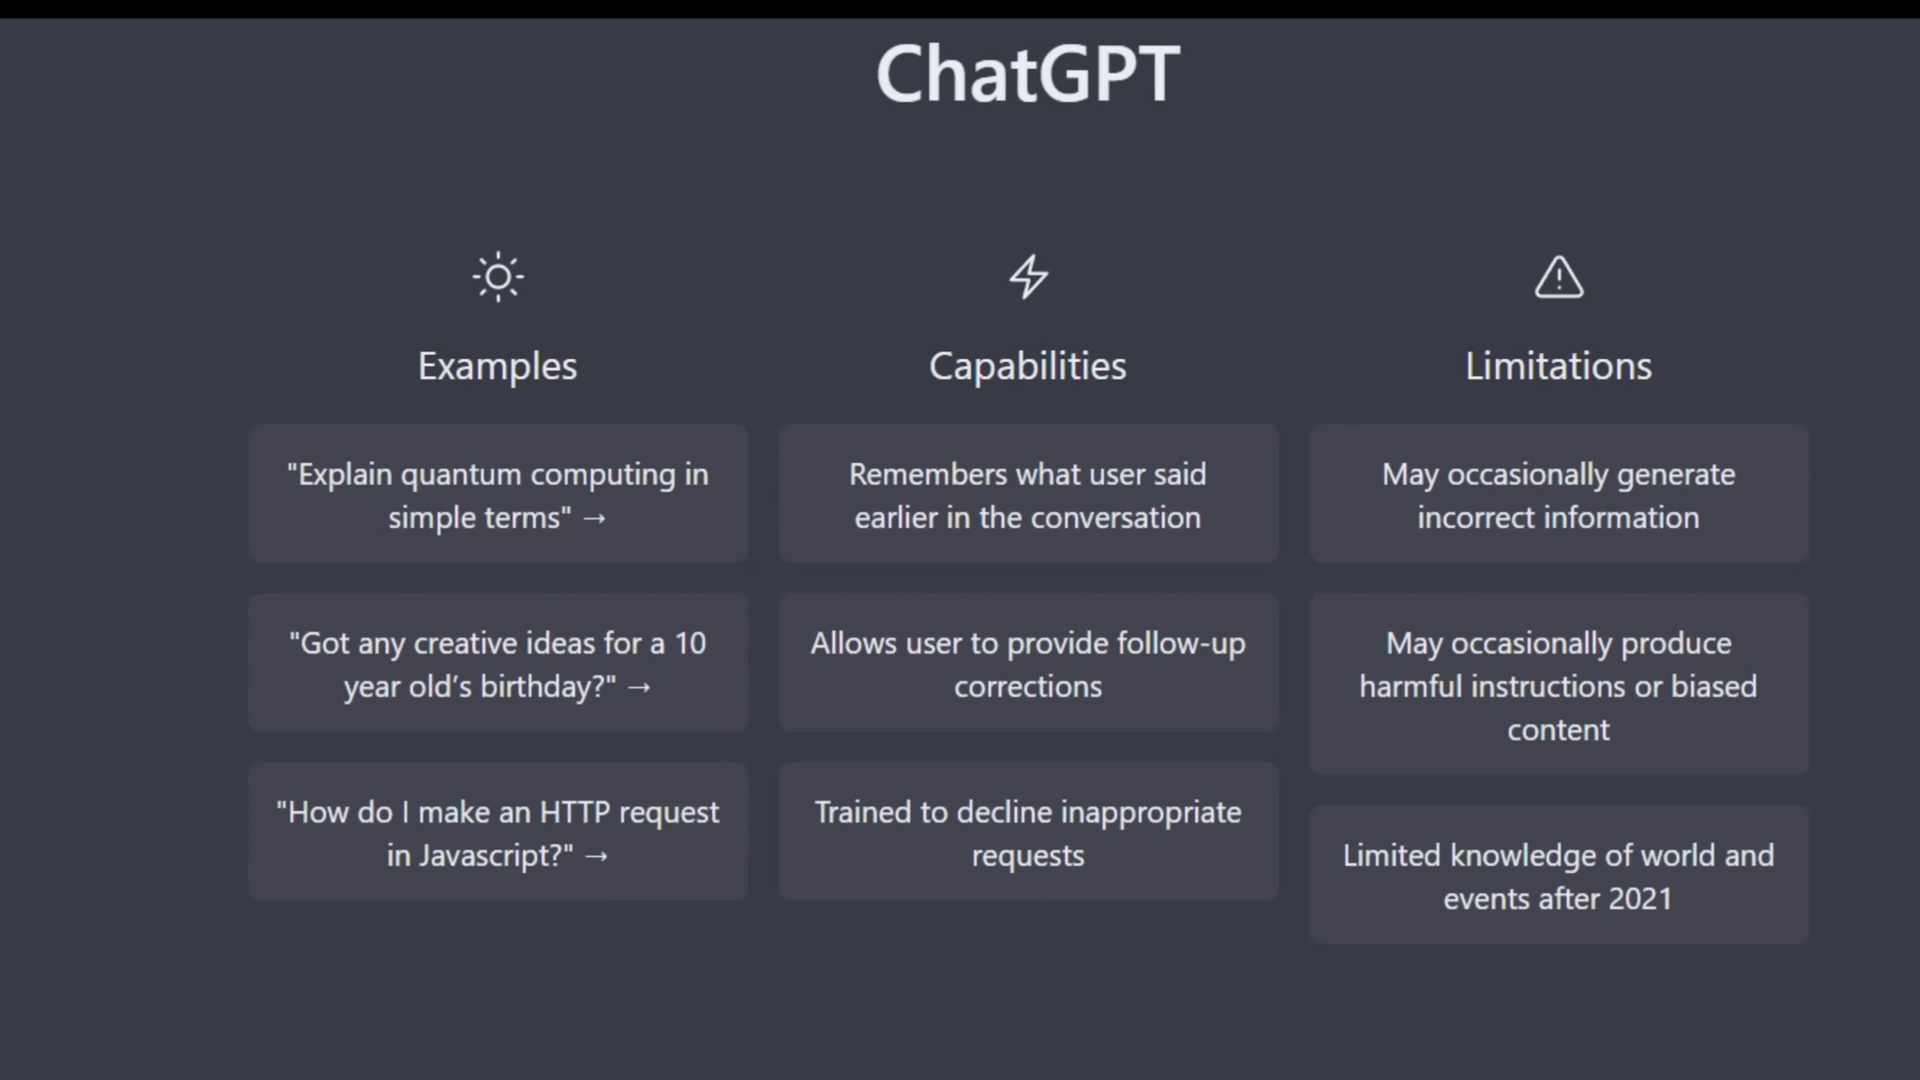 ChatGPT
Examples
"Explain quantum computing in
simple terms" →
"Got any creative ideas for a 10
year old’s birthday?" →
"How do I make an HTTP request
in Javascript?" →
Capabilities
Remembers what user said
earlier in the conversation
Allows user to provide follow-up
corrections
Trained to decline inappropriate
requests
Limitations
May occasionally generate
incorrect information
May occasionally produce
harmful instructions or biased
content
Limited knowledge of world and
events after 2021